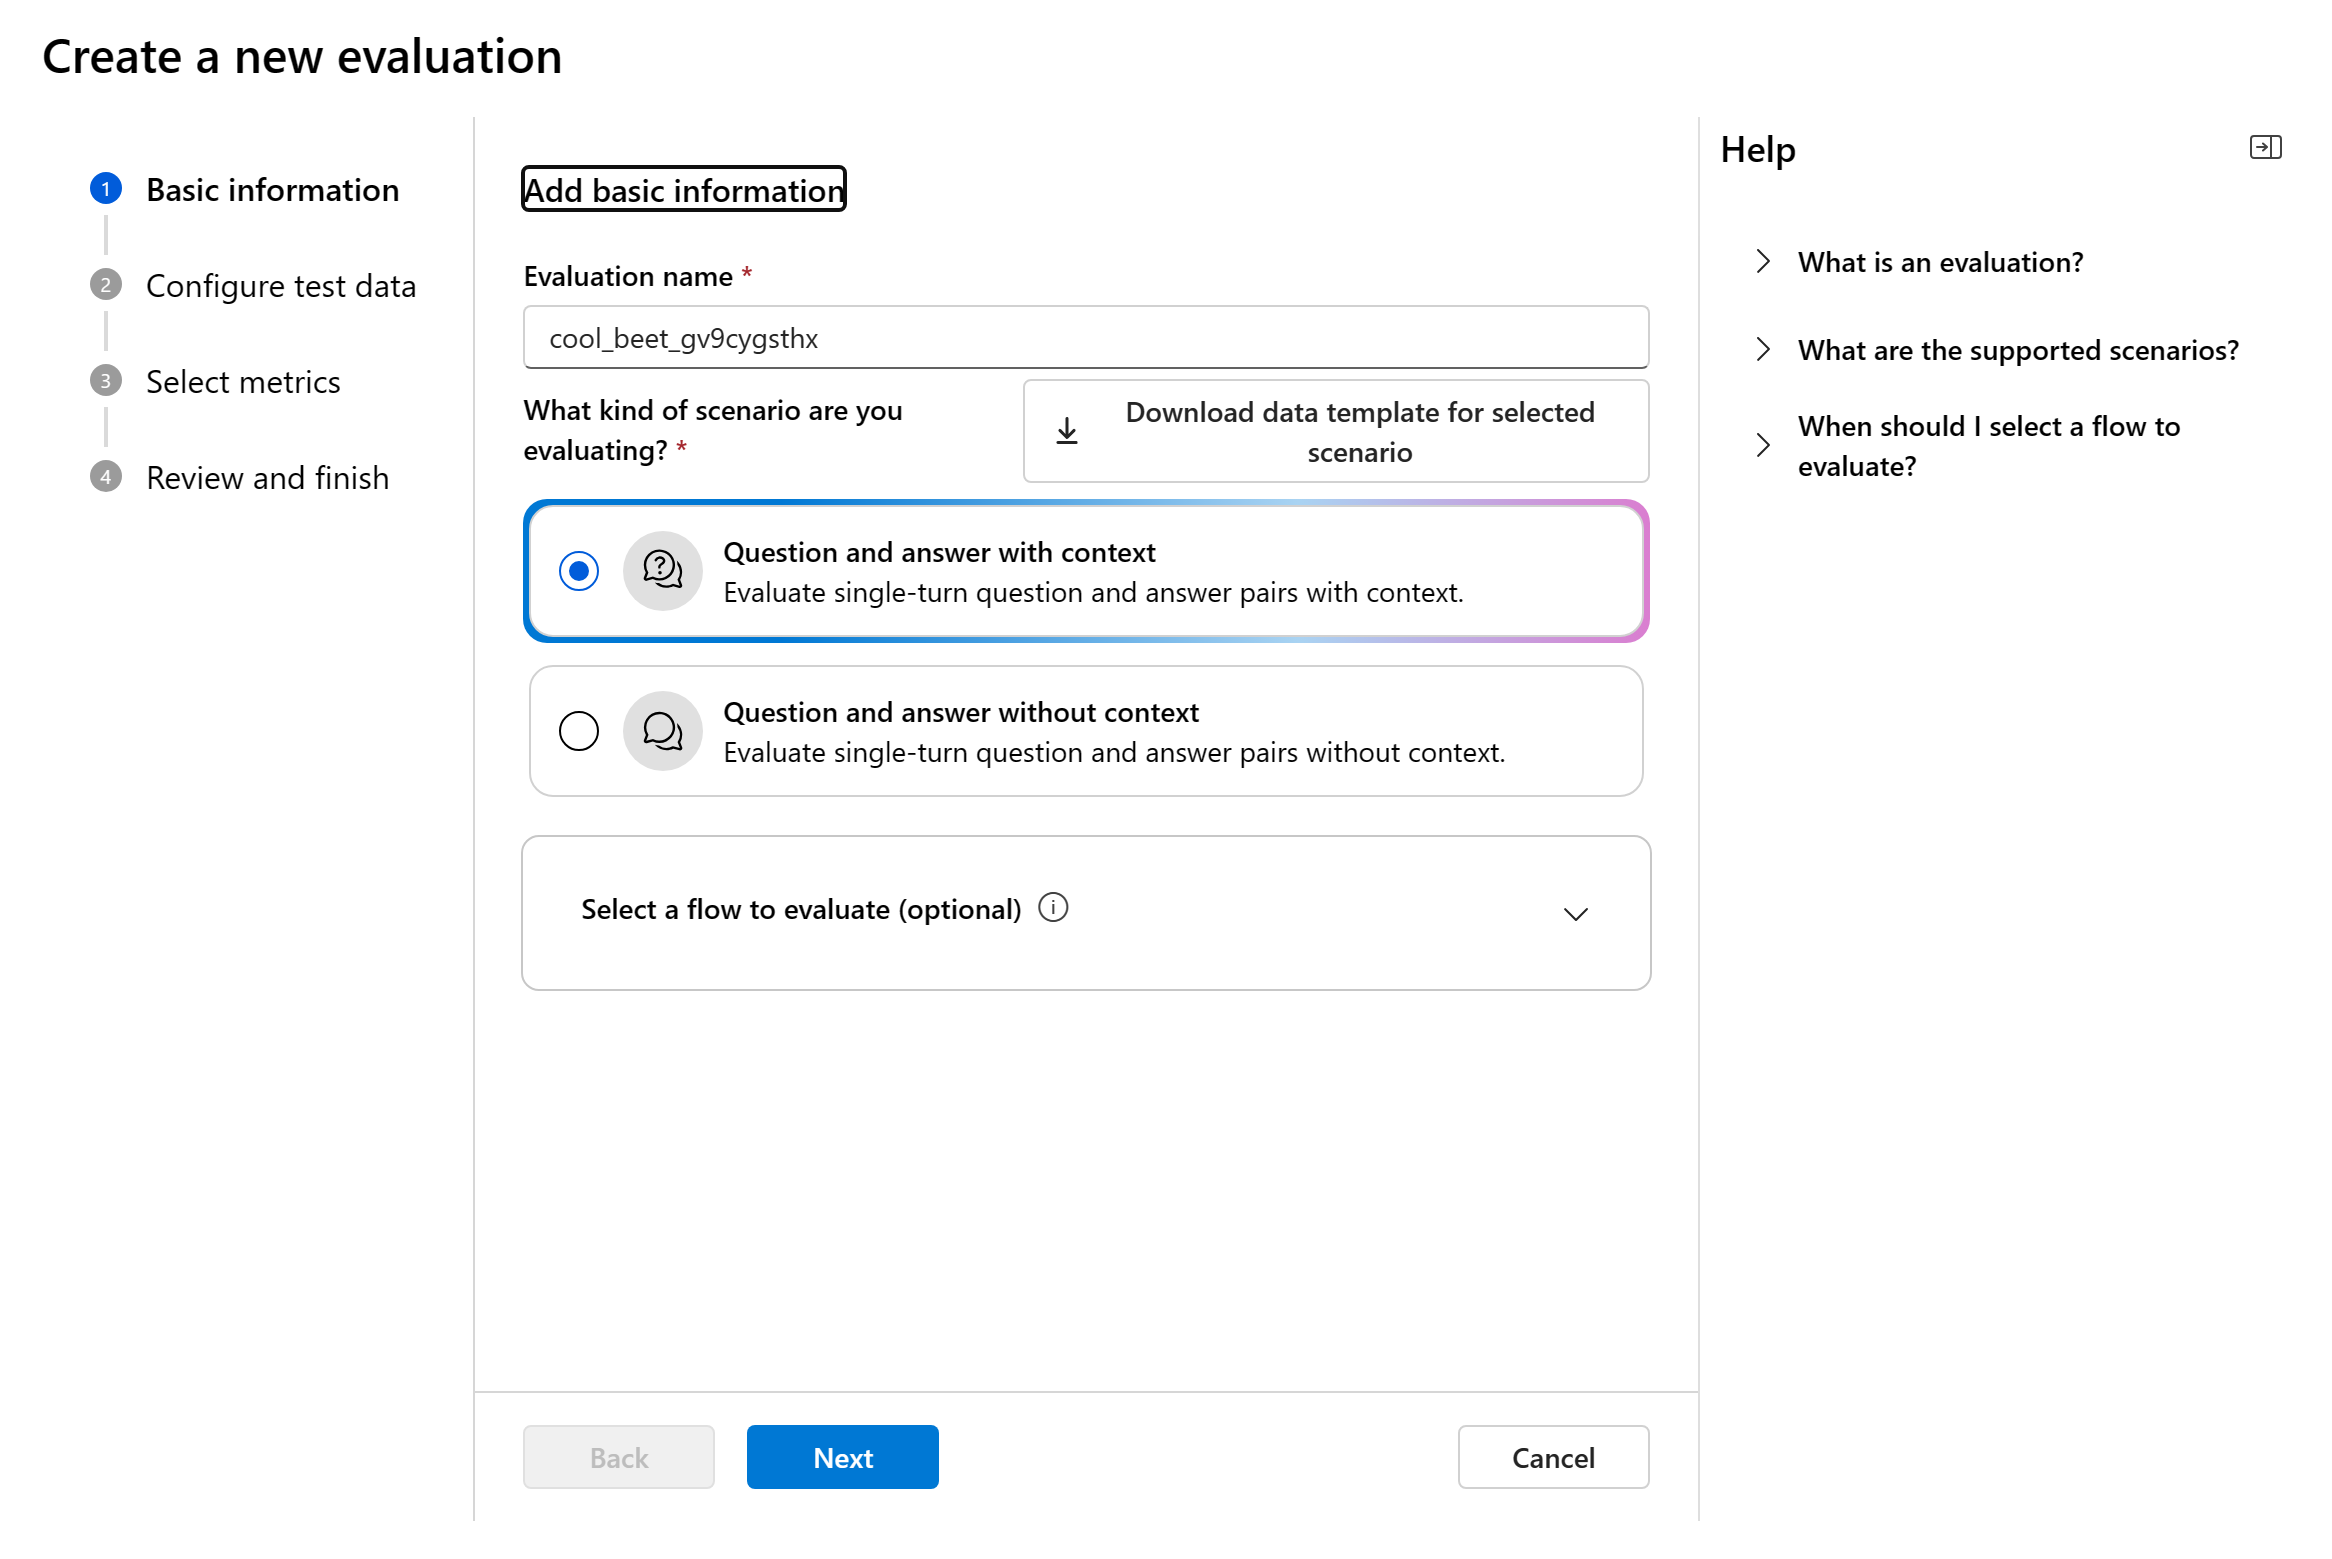 Create a new evaluation
1 Basic information
2 Configure test data
3 Select metrics
4 Review and finish
Add basic information
Evaluation name *
cool_beet_gv9cygsthx
What kind of scenario are you
evaluating? *
Download data template for selected
scenario
Question and answer with context
Evaluate single-turn question and answer pairs with context.
Question and answer without context
Evaluate single-turn question and answer pairs without context.
Select a flow to evaluate (optional)
Back
Next
Cancel
Help
What is an evaluation?
What are the supported scenarios?
When should I select a flow to
evaluate?